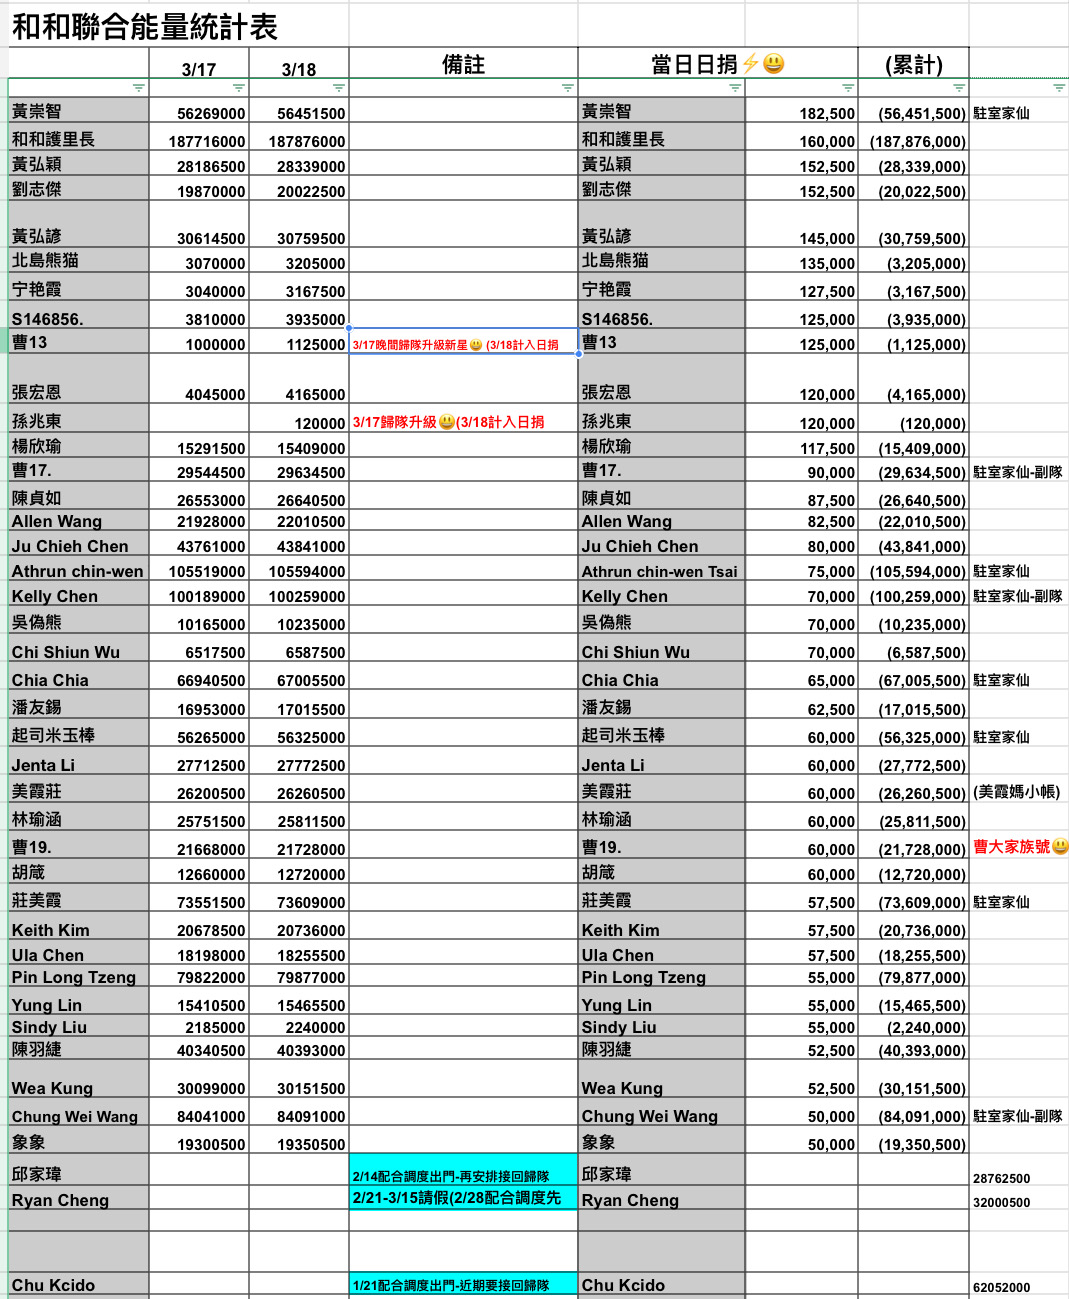 和和聯合能量統計表
3/17 3/18 備註 當日日捐⚡😃 (累計)
黃崇智 56269000 56451500 黃崇智 182,500 (56,451,500) 駐室家仙
和和護里長 187716000 187876000 和和護里長 160,000 (187,876,000)
黃弘穎 28186500 28339000 黃弘穎 152,500 (28,339,000)
劉志傑 19870000 20022500 劉志傑 152,500 (20,022,500)
黃弘諺 30614500 30759500 黃弘諺 145,000 (30,759,500)
北島熊猫 3070000 3205000 北島熊猫 135,000 (3,205,000)
宁艳霞 3040000 3167500 宁艳霞 127,500 (3,167,500)
S146856. 3810000 3935000 S146856. 125,000 (3,935,000)
曹13 1000000 1125000 3/17晚間歸隊升級新星😃 (3/18計入日捐 曹13 125,000 (1,125,000)
張宏恩 4045000 4165000 張宏恩 120,000 (4,165,000)
孫兆東 120000 3/17歸隊升級😃(3/18計入日捐 孫兆東 120,000 (120,000)
楊欣瑜 15291500 15409000 楊欣瑜 117,500 (15,409,000)
曹17. 29544500 29634500 曹17. 90,000 (29,634,500) 駐室家仙-副隊
陳貞如 26553000 26640500 陳貞如 87,500 (26,640,500)
Allen Wang 21928000 22010500 Allen Wang 82,500 (22,010,500)
Ju Chieh Chen 43761000 43841000 Ju Chieh Chen 80,000 (43,841,000)
Athrun chin-wen 105519000 105594000 Athrun chin-wen Tsai 75,000 (105,594,000) 駐室家仙
Kelly Chen 100189000 100259000 Kelly Chen 70,000 (100,259,000) 駐室家仙-副隊
吳偽熊 10165000 10235000 吳偽熊 70,000 (10,235,000)
Chi Shiun Wu 6517500 6587500 Chi Shiun Wu 70,000 (6,587,500)
Chia Chia 66940500 67005500 Chia Chia 65,000 (67,005,500) 駐室家仙
潘友錫 16953000 17015500 潘友錫 62,500 (17,015,500)
起司米玉棒 56265000 56325000 起司米玉棒 60,000 (56,325,000) 駐室家仙
Jenta Li 27712500 27772500 Jenta Li 60,000 (27,772,500)
美霞莊 26200500 26260500 美霞莊 60,000 (26,260,500) (美霞媽小帳)
林瑜涵 25751500 25811500 林瑜涵 60,000 (25,811,500)
曹19. 21668000 21728000 曹19. 60,000 (21,728,000) 曹大家族號😃
胡箴 12660000 12720000 胡箴 60,000 (12,720,000)
莊美霞 73551500 73609000 莊美霞 57,500 (73,609,000) 駐室家仙
Keith Kim 20678500 20736000 Keith Kim 57,500 (20,736,000)
Ula Chen 18198000 18255500 Ula Chen 57,500 (18,255,500)
Pin Long Tzeng 79822000 79877000 Pin Long Tzeng 55,000 (79,877,000)
Yung Lin 15410500 15465500 Yung Lin 55,000 (15,465,500)
Sindy Liu 2185000 2240000 Sindy Liu 55,000 (2,240,000)
陳羽緁 40340500 40393000 陳羽緁 52,500 (40,393,000)
Wea Kung 30099000 30151500 Wea Kung 52,500 (30,151,500)
Chung Wei Wang 84041000 84091000 Chung Wei Wang 50,000 (84,091,000) 駐室家仙-副隊
象象 19300500 19350500 象象 50,000 (19,350,500)
邱家瑋 2/14配合調度出門-再安排接回歸隊 邱家瑋 28762500
Ryan Cheng 2/21-3/15請假(2/28配合調度先 Ryan Cheng 32000500
Chu Kcido 1/21配合調度出門-近期要接回歸隊 Chu Kcido 62052000